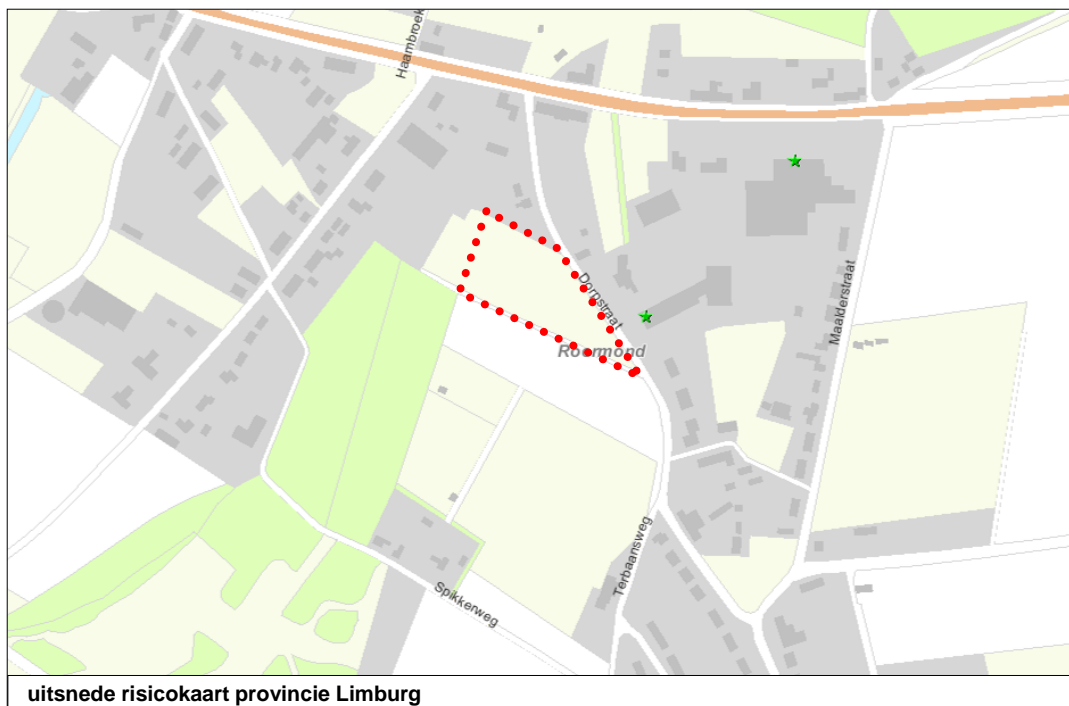 Haambroek
Dorpstraat
Maalderstraat
Roermond
Terbaansweg
Spikkerweg
uitsnede risicokaart provincie Limburg